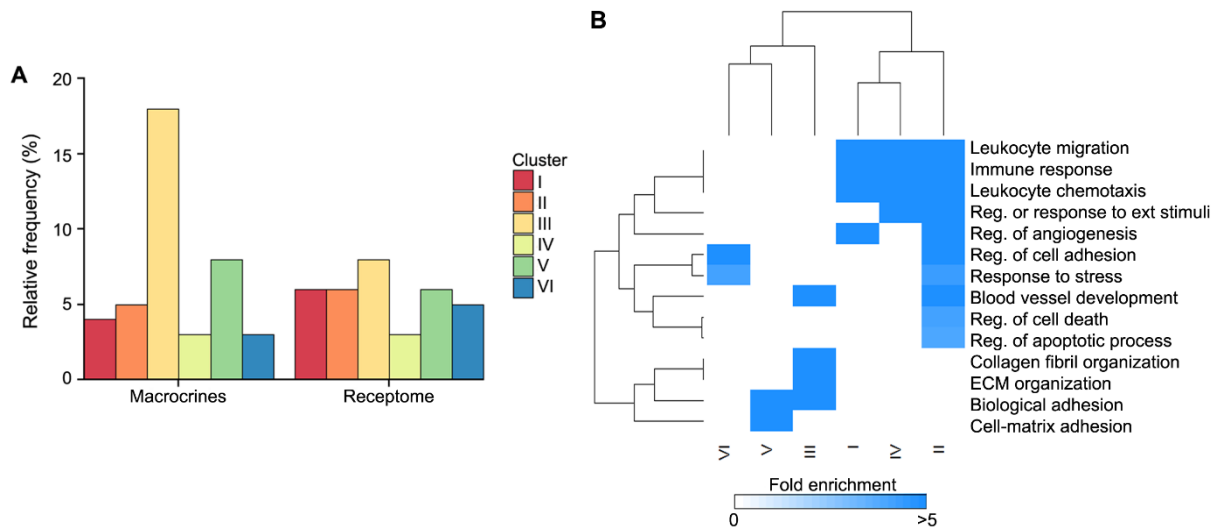 A
Relative frequency (%)
20
15
10
5
0
Macrocrines
Receptome
Cluster
I
II
III
IV
V
VI
B
Leukocyte migration
Immune response
Leukocyte chemotaxis
Reg. or response to ext stimuli
Reg. of angiogenesis
Reg. of cell adhesion
Response to stress
Blood vessel development
Reg. of cell death
Reg. of apoptotic process
Collagen fibril organization
ECM organization
Biological adhesion
Cell-matrix adhesion
VI
V
III
I
IV
II
Fold enrichment
0
>5